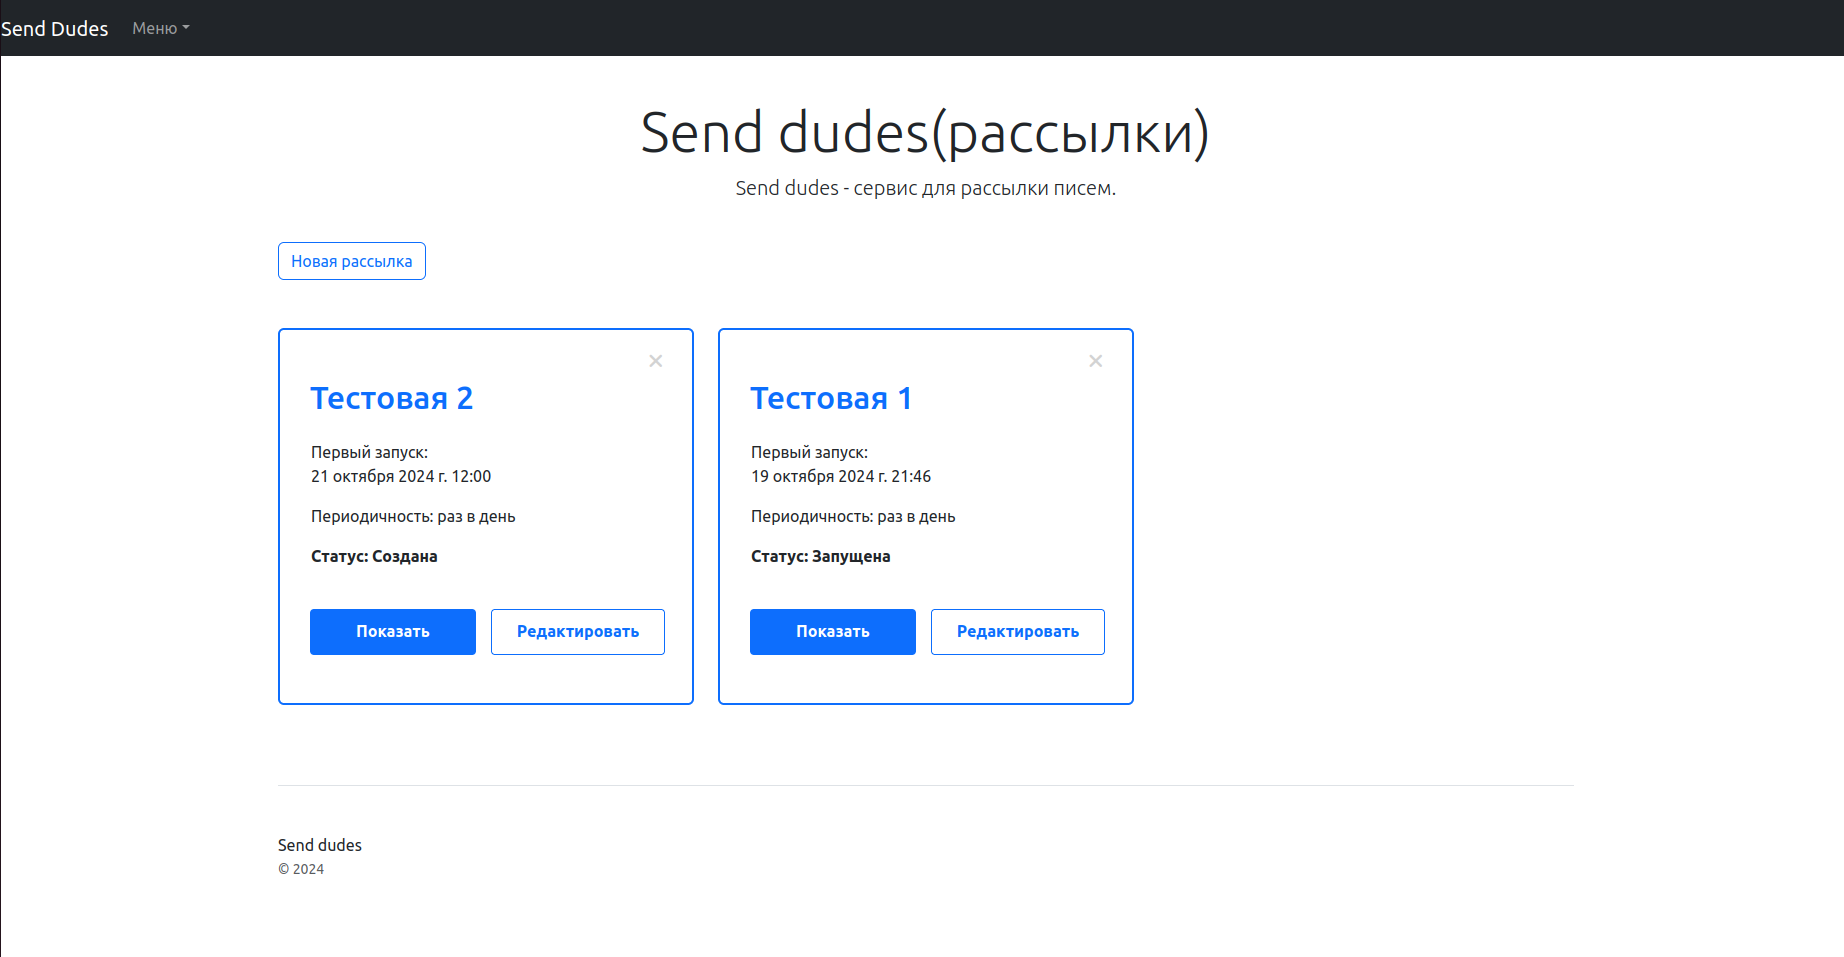 Send Dudes
Меню
Send dudes(рассылки)
Send dudes - сервис для рассылки писем.
Новая рассылка
Тестовая 2
Первый запуск:
21 октября 2024 г. 12:00
Периодичность: раз в день
Статус: Создана
Показать
Редактировать
Тестовая 1
Первый запуск:
19 октября 2024 г. 21:46
Периодичность: раз в день
Статус: Запущена
Показать
Редактировать
Send dudes
© 2024